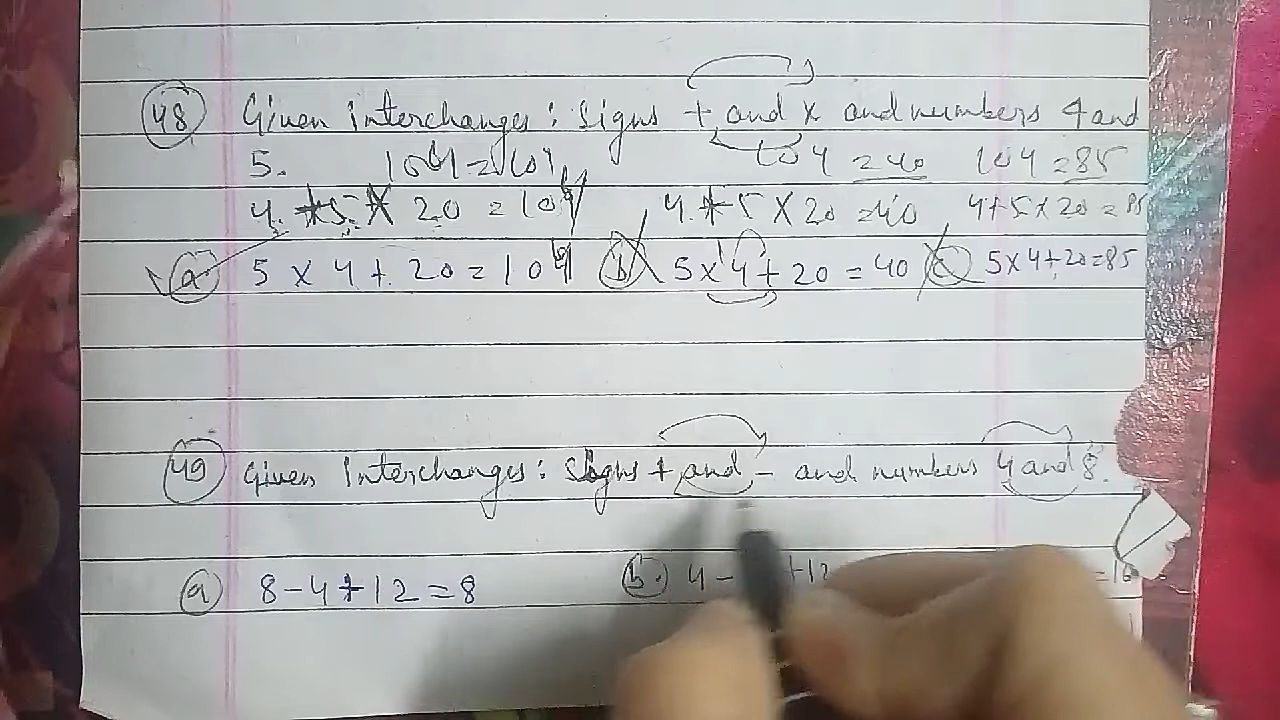 48 Given interchanges: Signs + and x and numbers 4 and
5. 104 = 104 104 = 40 104 = 85
4 + 5 x 20 = 104 4 + 5 x 20 = 40 4 + 5 x 20 = 85
a 5 x 4 + 20 = 104 b 5 x 4 + 20 = 40 c 5 x 4 + 20 = 85
49 Given Interchanges: Signs + and - and numbers 4 and 8.
a 8 - 4 + 12 = 8 b. 4 - +12 = 16